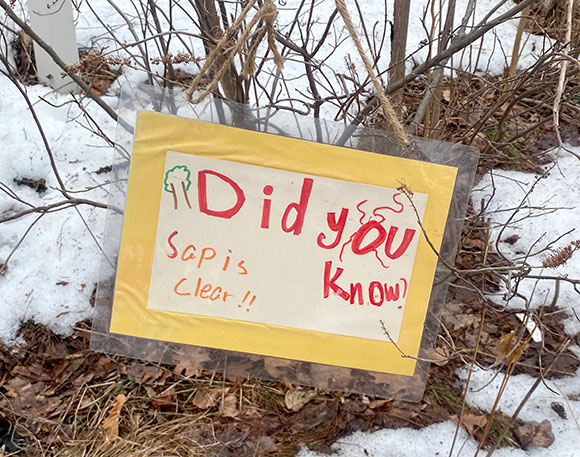 Did you
Know?
Sap is
clear!!